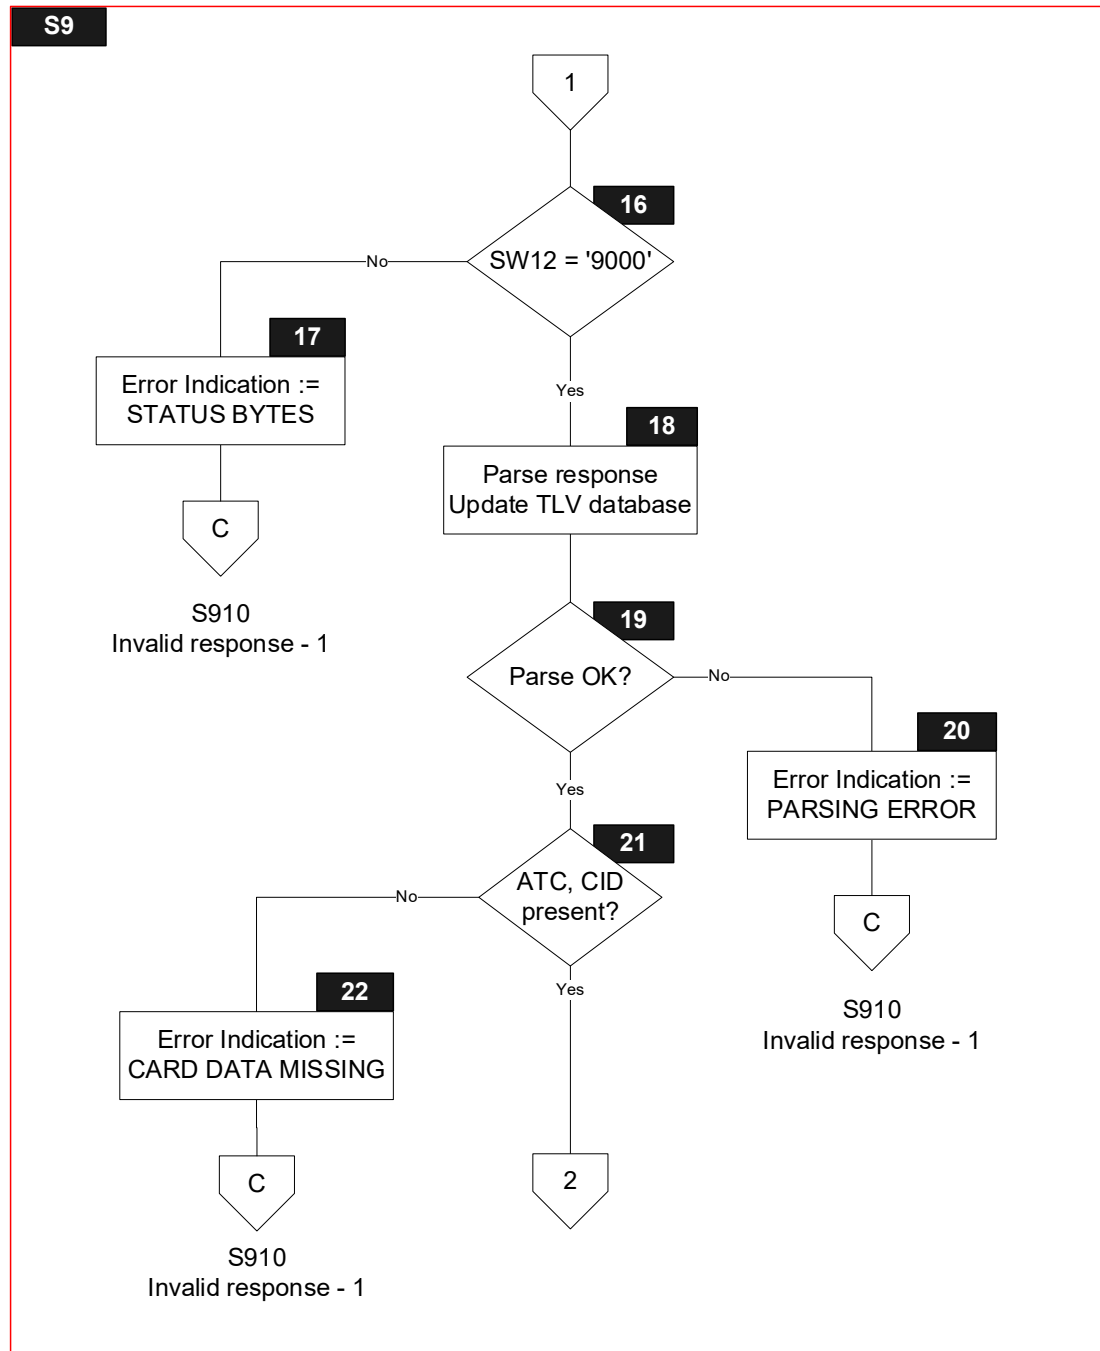 S9
1
16
SW12 = '9000'
No
17
Error Indication :=
STATUS BYTES
Yes
18
Parse response
Update TLV database
C
S910
Invalid response - 1
19
Parse OK?
No
20
Error Indication :=
PARSING ERROR
Yes
21
ATC, CID
present?
No
C
S910
Invalid response - 1
22
Error Indication :=
CARD DATA MISSING
Yes
C
S910
Invalid response - 1
2